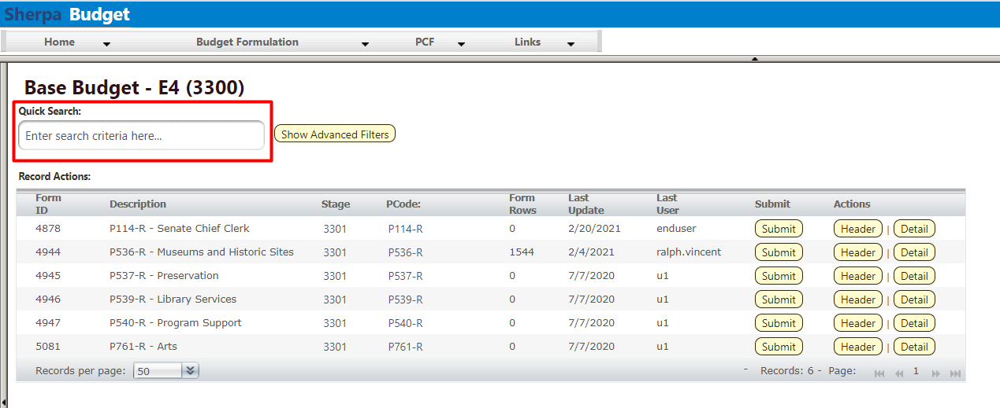 Sherpa Budget
Home Budget Formulation PCF Links
Base Budget - E4 (3300)
Quick Search:
Enter search criteria here... Show Advanced Filters
Record Actions:
Form ID Description Stage PCode: Form Rows Last Update Last User Submit Actions
4878 P114-R - Senate Chief Clerk 3301 P114-R 0 2/20/2021 enduser Submit Header | Detail
4944 P536-R - Museums and Historic Sites 3301 P536-R 1544 2/4/2021 ralph.vincent Submit Header | Detail
4945 P537-R - Preservation 3301 P537-R 0 7/7/2020 u1 Submit Header | Detail
4946 P539-R - Library Services 3301 P539-R 0 7/7/2020 u1 Submit Header | Detail
4947 P540-R - Program Support 3301 P540-R 0 7/7/2020 u1 Submit Header | Detail
5081 P761-R - Arts 3301 P761-R 0 7/7/2020 u1 Submit Header | Detail
Records per page: 50 - Records: 6 - Page: 1